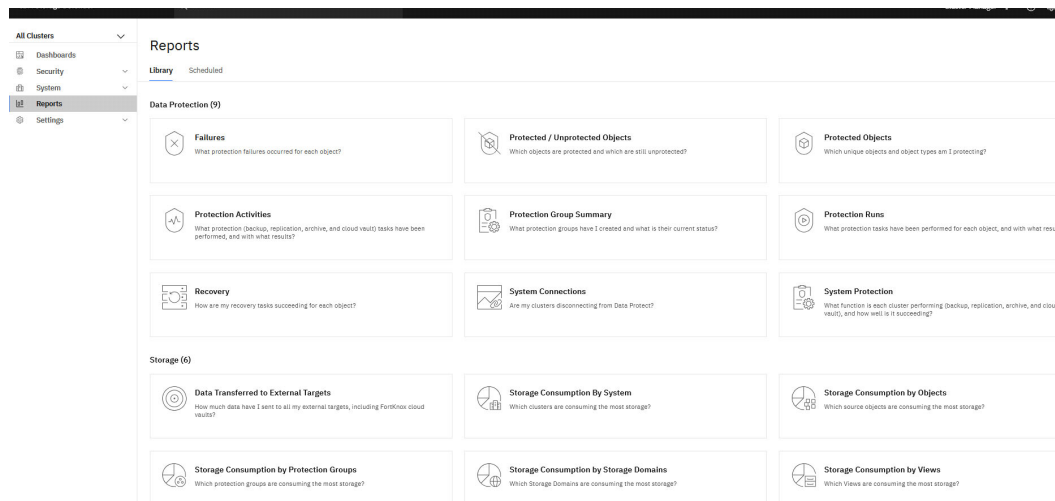 All Clusters
Dashboards
Security
System
Reports
Settings
Reports
Library Scheduled
Data Protection (9)
Failures
What protection failures occurred for each object?
Protected / Unprotected Objects
Which objects are protected and which are still unprotected?
Protected Objects
Which unique objects and object types am I protecting?
Protection Activities
What protection (backup, replication, archive, and cloud vault) tasks have been
performed, and with what results?
Protection Group Summary
What protection groups have I created and what is their current status?
Protection Runs
What protection tasks have been performed for each object, and with what resu
Recovery
How are my recovery tasks succeeding for each object?
System Connections
Are my clusters disconnecting from Data Protect?
System Protection
What function is each cluster performing (backup, replication, archive, and clou
vault), and how well is it succeeding?
Storage (6)
Data Transferred to External Targets
How much data have I sent to all my external targets, including FortKnox cloud
vaults?
Storage Consumption By System
Which clusters are consuming the most storage?
Storage Consumption by Objects
Which source objects are consuming the most storage?
Storage Consumption by Protection Groups
Which protection groups are consuming the most storage?
Storage Consumption by Storage Domains
Which Storage Domains are consuming the most storage?
Storage Consumption by Views
Which Views are consuming the most storage?